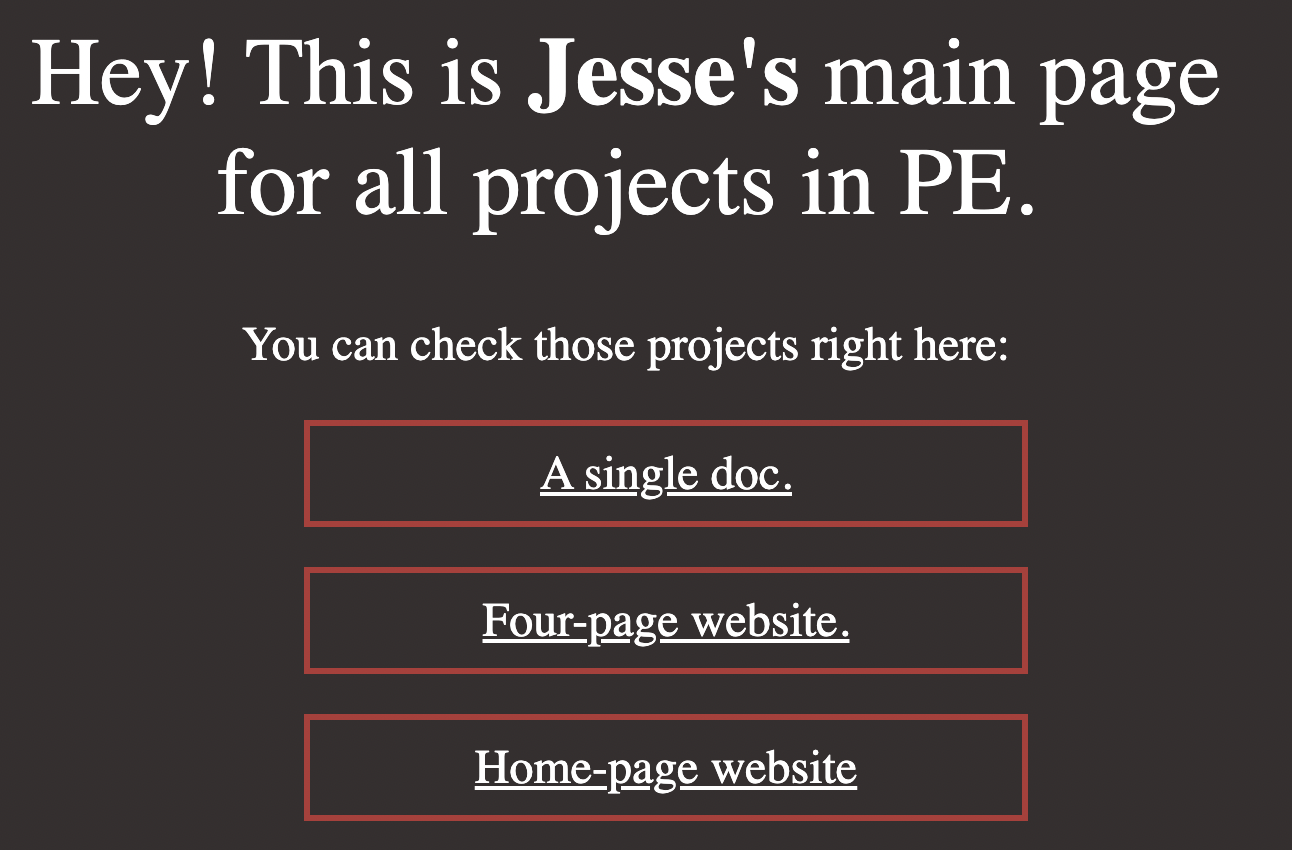 Hey! This is Jesse's main page
for all projects in PE.
You can check those projects right here:
A single doc.
Four-page website.
Home-page website